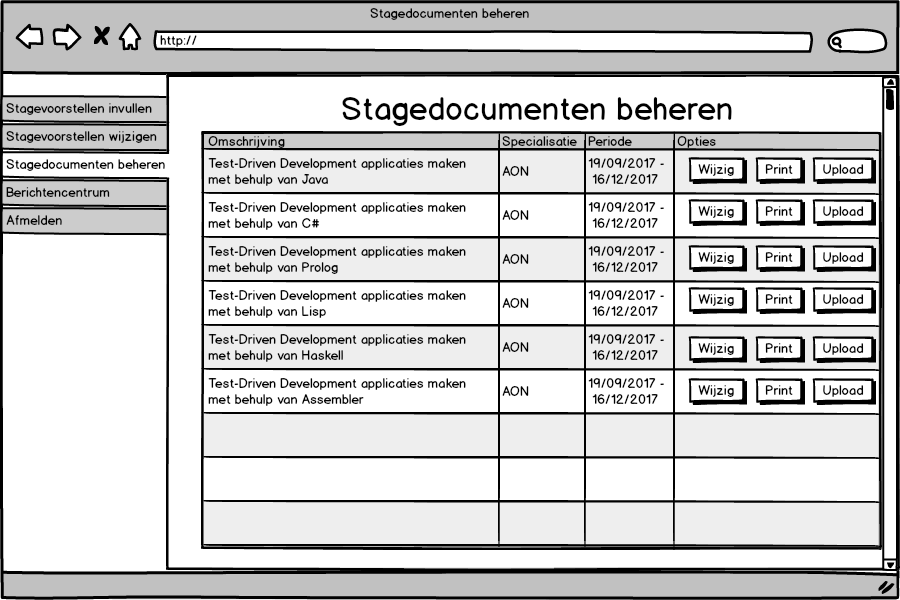 Stagedocumenten beheren
http://
Stagevoorstellen invullen
Stagevoorstellen wijzigen
Stagedocumenten beheren
Berichtencentrum
Afmelden
Stagedocumenten beheren
Omschrijving Specialisatie Periode Opties
Test-Driven Development applicaties maken
met behulp van Java
AON
19/09/2017 -
16/12/2017
Wijzig Print Upload
Test-Driven Development applicaties maken
met behulp van C#
AON
19/09/2017 -
16/12/2017
Wijzig Print Upload
Test-Driven Development applicaties maken
met behulp van Prolog
AON
19/09/2017 -
16/12/2017
Wijzig Print Upload
Test-Driven Development applicaties maken
met behulp van Lisp
AON
19/09/2017 -
16/12/2017
Wijzig Print Upload
Test-Driven Development applicaties maken
met behulp van Haskell
AON
19/09/2017 -
16/12/2017
Wijzig Print Upload
Test-Driven Development applicaties maken
met behulp van Assembler
AON
19/09/2017 -
16/12/2017
Wijzig Print Upload